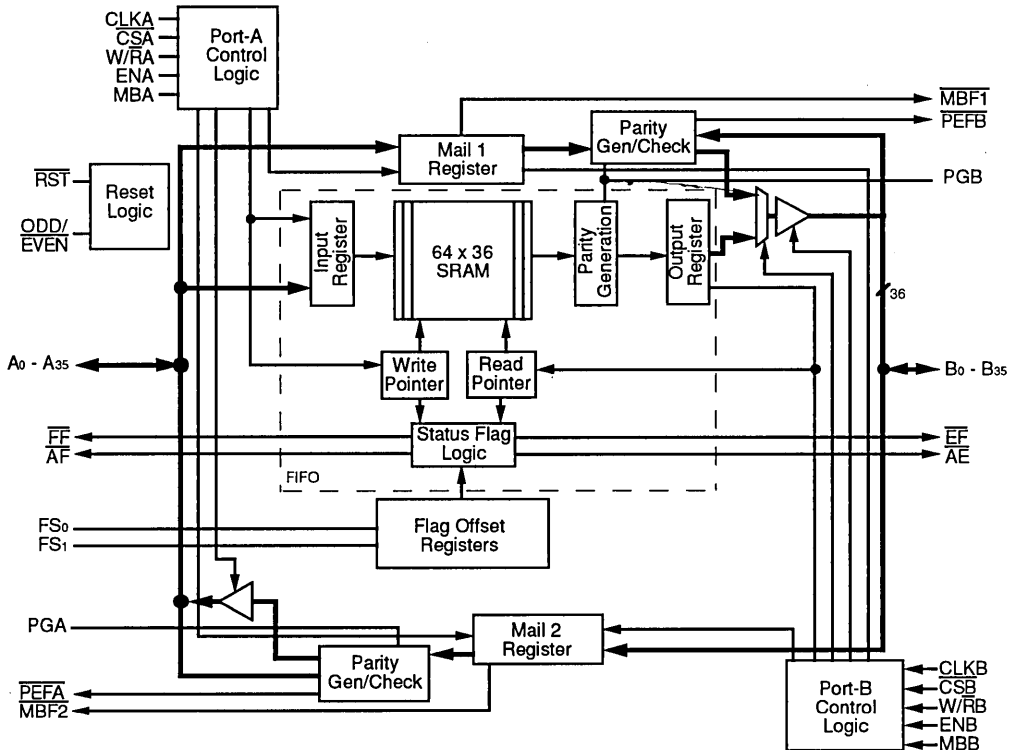 CLKA
CSA
W/RA
ENA
MBA
Port-A
Control
Logic
MBF1
PEFB
Parity
Gen/Check
Mail 1
Register
PGB
RST
ODD/
EVEN
Reset
Logic
Input
Register
64 x 36
SRAM
Parity
Generation
Output
Register
36
A0 - A35
Write
Pointer
Read
Pointer
B0 - B35
FF
AF
Status Flag
Logic
EF
AE
FIFO
FS0
FS1
Flag Offset
Registers
PGA
Mail 2
Register
Parity
Gen/Check
PEFA
MBF2
Port-B
Control
Logic
CLKB
CSB
W/RB
ENB
MBB